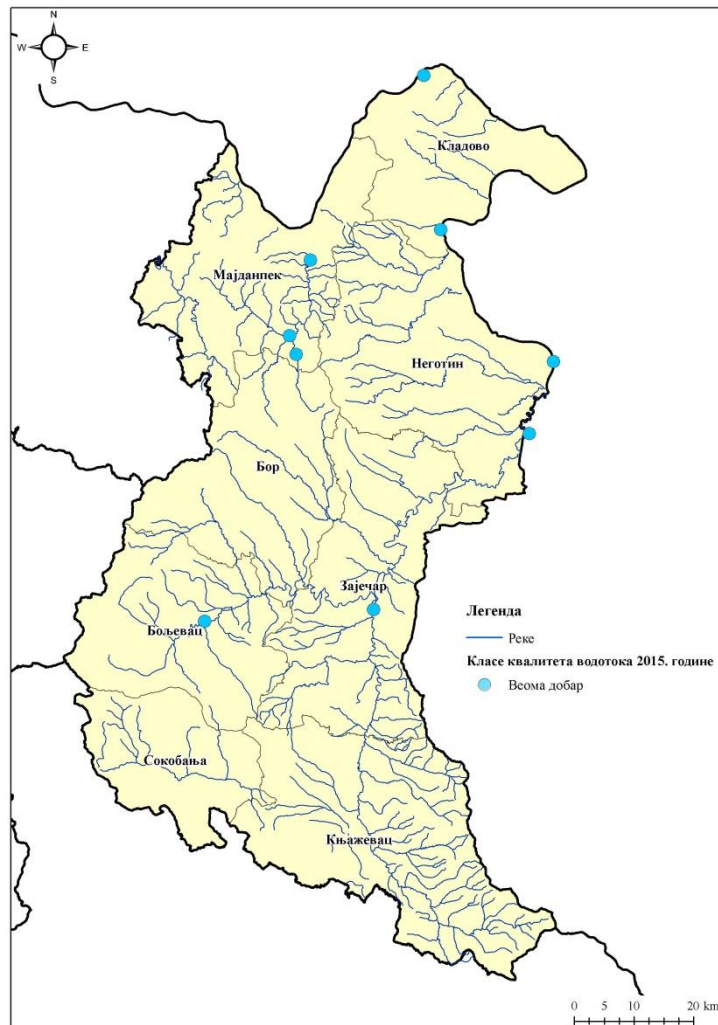 N
W E
S
Кладово
Мајданпек
Неготин
Бор
Зајечар
Бољевац
Легенда
Реке
Класе квалитета водотока 2015. године
Веома добар
Сокобања
Књажевац
0 5 10 20 km